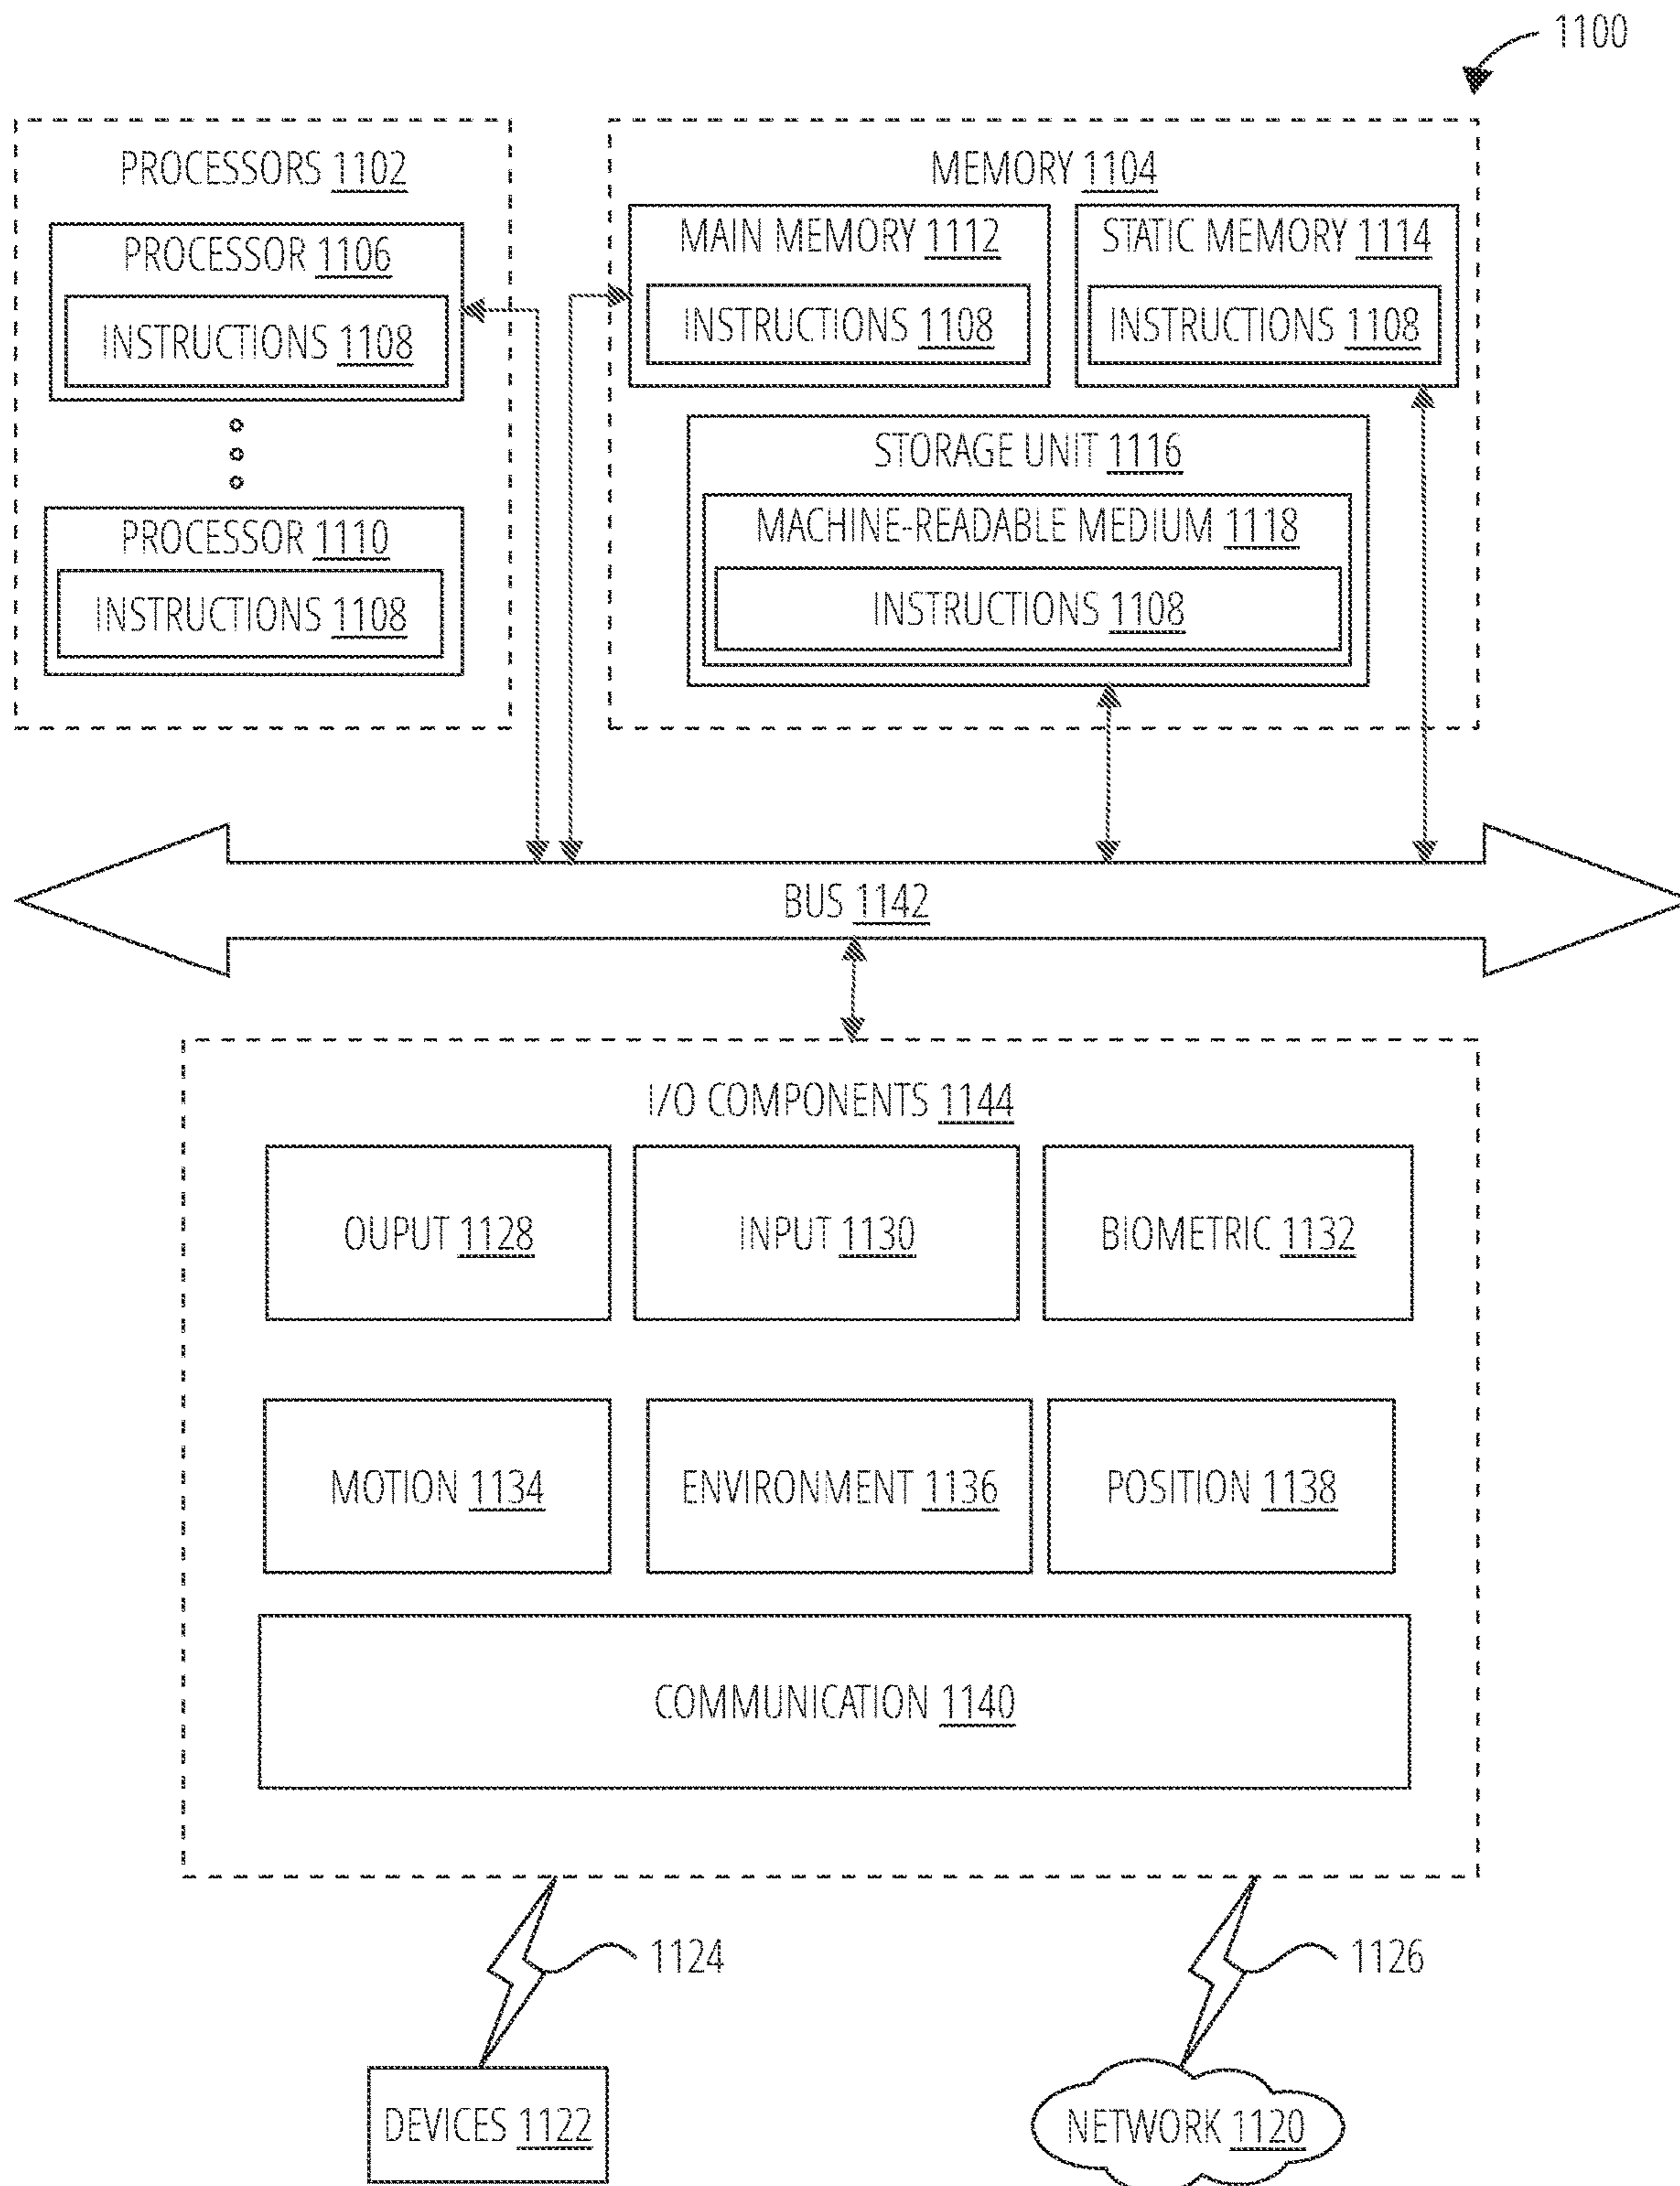 1100
PROCESSORS 1102
PROCESSOR 1106
INSTRUCTIONS 1108
PROCESSOR 1110
INSTRUCTIONS 1108
MEMORY 1104
MAIN MEMORY 1112
INSTRUCTIONS 1108
STATIC MEMORY 1114
INSTRUCTIONS 1108
STORAGE UNIT 1116
MACHINE-READABLE MEDIUM 1118
INSTRUCTIONS 1108
BUS 1142
I/O COMPONENTS 1144
OUPUT 1128
INPUT 1130
BIOMETRIC 1132
MOTION 1134
ENVIRONMENT 1136
POSITION 1138
COMMUNICATION 1140
1124
1126
DEVICES 1122
NETWORK 1120